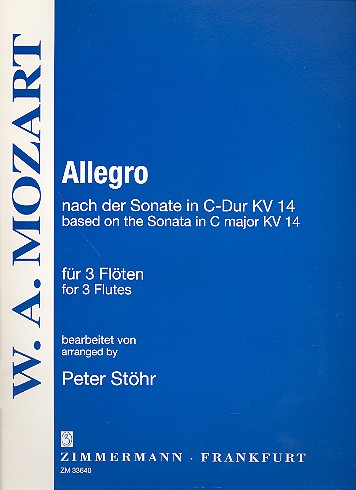 W. A. MOZART
Allegro
nach der Sonate in C-Dur KV 14
based on the Sonata in C major KV 14
für 3 Flöten
for 3 Flutes
bearbeitet von
arranged by
Peter Stöhr
ZIMMERMANN · FRANKFURT
ZM 33640